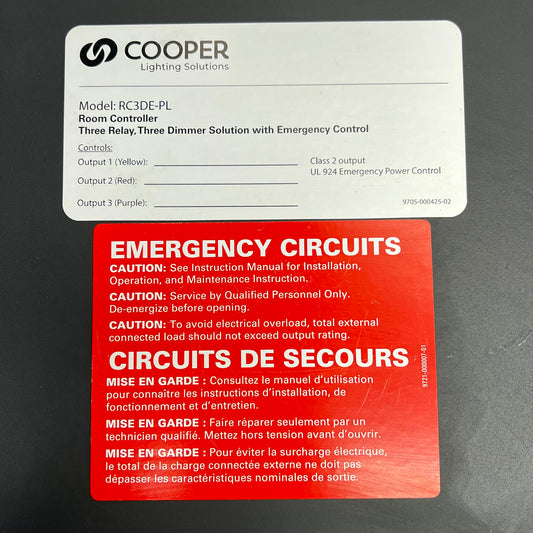 COOPER
Lighting Solutions
Model: RC3DE-PL
Room Controller
Three Relay, Three Dimmer Solution with Emergency Control
Controls:
Output 1 (Yellow):
Class 2 output
UL 924 Emergency Power Control
Output 2 (Red):
Output 3 (Purple):
9705-000425-02
EMERGENCY CIRCUITS
CAUTION: See Instruction Manual for Installation,
Operation, and Maintenance Instruction.
CAUTION: Service by Qualified Personnel Only.
De-energize before opening.
CAUTION: To avoid electrical overload, total external
connected load should not exceed output rating.
CIRCUITS DE SECOURS
MISE EN GARDE : Consultez le manuel d'utilisation
pour connaitre les instructions d'installation, de
fonctionnement et d'entretien.
MISE EN GARDE : Faire réparer seulement par un
technicien qualifié. Mettez hors tension avant d'ouvrir.
MISE EN GARDE : Pour éviter la surcharge électrique,
le total de la charge connectée externe ne doit pas
dépasser les caractéristiques nominales de sortie.
9721-000007-01